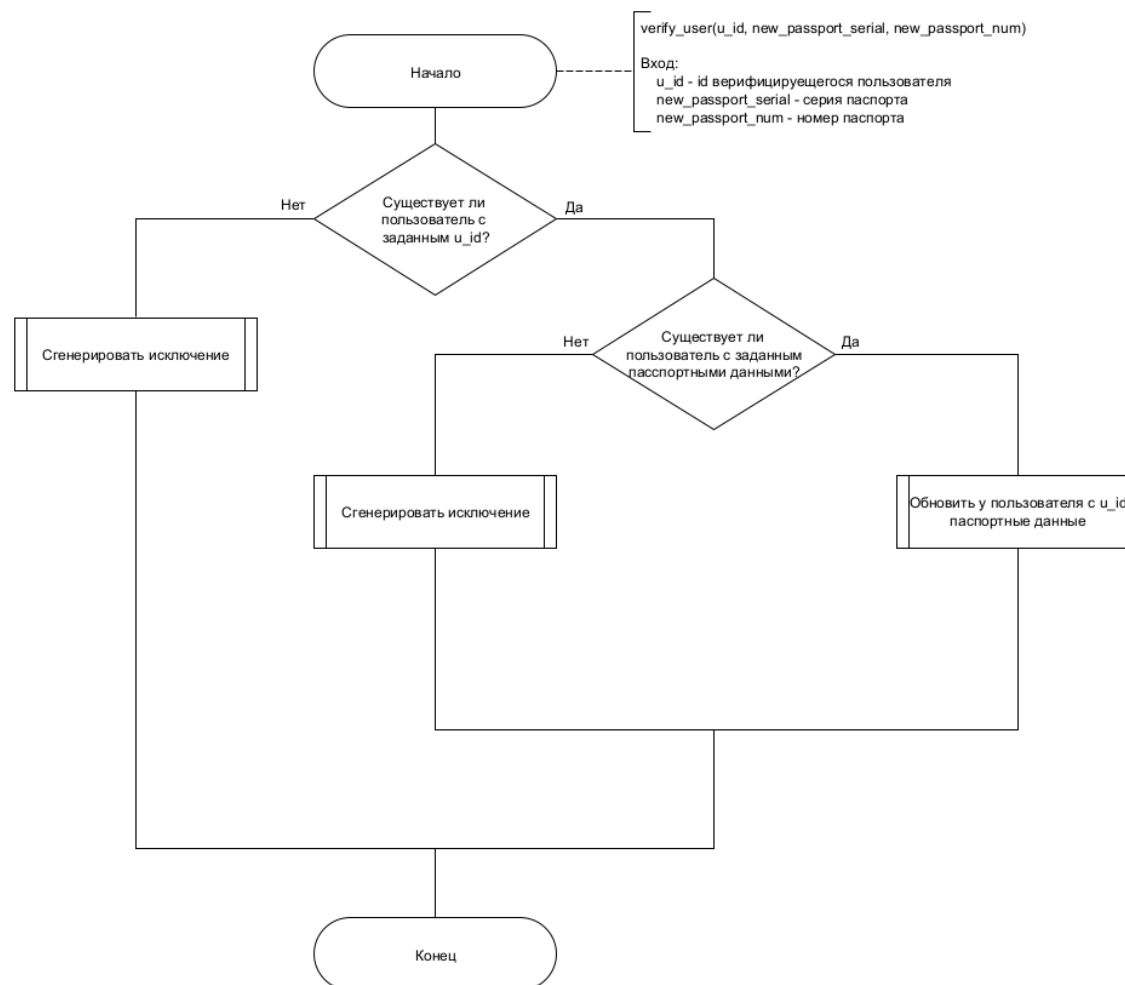 verify_user(u_id, new_passport_serial, new_passport_num)
Начало
Вход:
u_id - id верифицируещегося пользователя
new_passport_serial - серия паспорта
new_passport_num - номер паспорта
Нет
Существует ли
пользователь с
заданным u_id?
Да
Сгенерировать исключение
Нет
Существует ли
пользователь с заданным
пасспортными данными?
Да
Сгенерировать исключение
Обновить у пользователя с u_id
паспортные данные
Конец